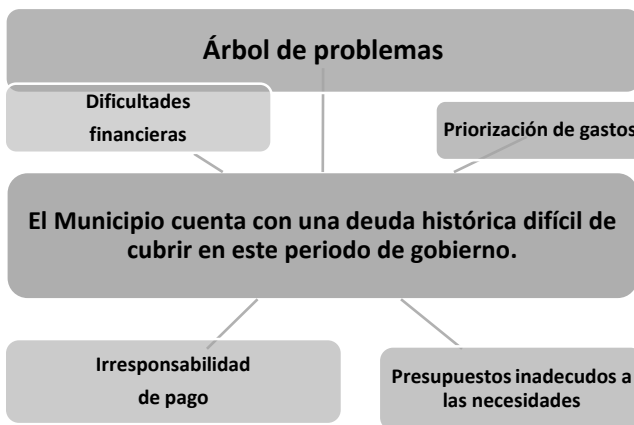 Árbol de problemas
Dificultades
financieras
Priorización de gastos
El Municipio cuenta con una deuda histórica difícil de
cubrir en este periodo de gobierno.
Irresponsabilidad
de pago
Presupuestos inadecudos a
las necesidades